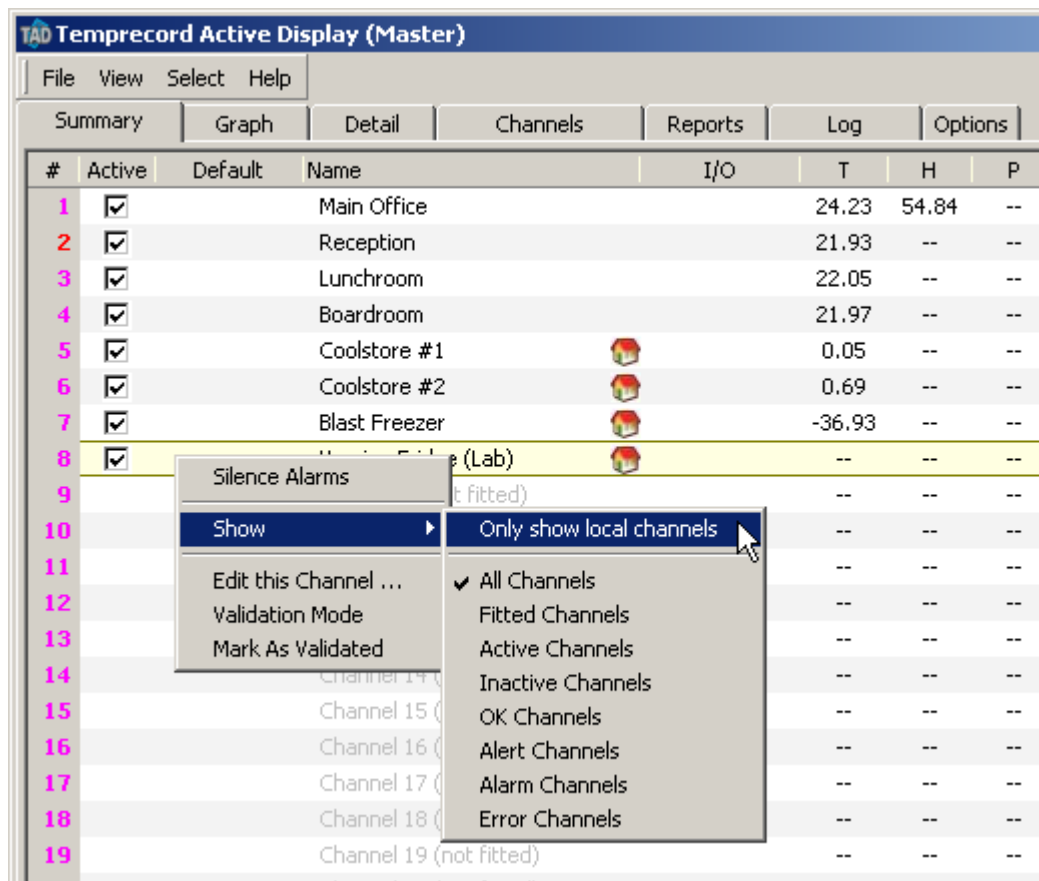 TAD Temprecord Active Display (Master)
File View Select Help
Summary Graph Detail Channels Reports Log Options
# Active Default Name I/O T H P
1 Main Office 24.23 54.84 --
2 Reception 21.93 -- --
3 Lunchroom 22.05 -- --
4 Boardroom 21.97 -- --
5 Coolstore #1 0.05 -- --
6 Coolstore #2 0.69 -- --
7 Blast Freezer -36.93 -- --
8 (Lab) -- -- --
9 fitted) -- -- --
10 -- -- --
11 -- -- --
12 -- -- --
13 -- -- --
14 Channel 14 -- -- --
15 Channel 15 -- -- --
16 Channel 16 -- -- --
17 Channel 17 -- -- --
18 Channel 18 -- -- --
19 Channel 19 (not fitted) -- -- --
Silence Alarms
Show
Edit this Channel ...
Validation Mode
Mark As Validated
Only show local channels
All Channels
Fitted Channels
Active Channels
Inactive Channels
OK Channels
Alert Channels
Alarm Channels
Error Channels